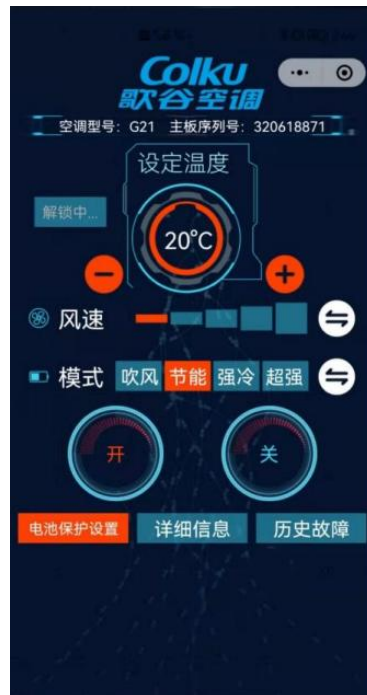 Colku
歌谷空调
空调型号：G21 主板序列号：320618871
设定温度
解锁中...
20°C
风速
模式 吹风 节能 强冷 超强
开 关
电池保护设置 详细信息 历史故障